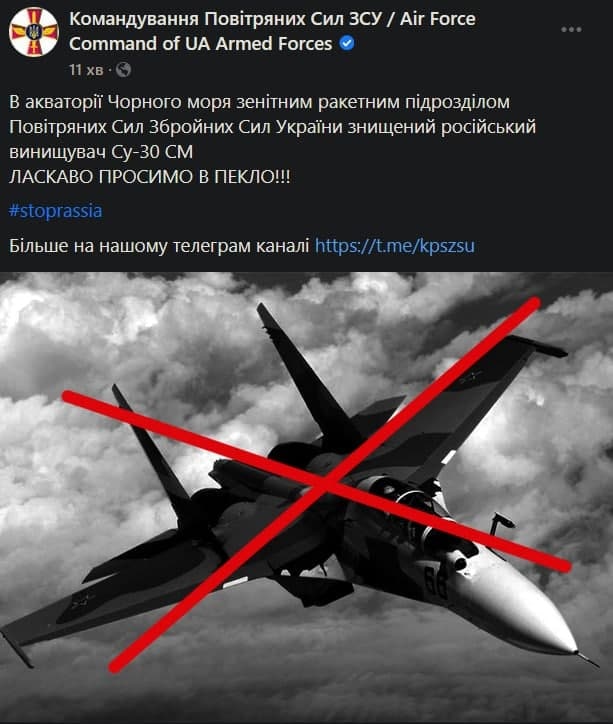 Командування Повітряних Сил ЗСУ / Air Force
Command of UA Armed Forces
11 хв ·
В акваторії Чорного моря зенітним ракетним підрозділом
Повітряних Сил Збройних Сил України знищений російський
винищувач Су-30 СМ
ЛАСКАВО ПРОСИМО В ПЕКЛО!!!
#stoprassia
Більше на нашому телеграм каналі https://t.me/kpszsu
68